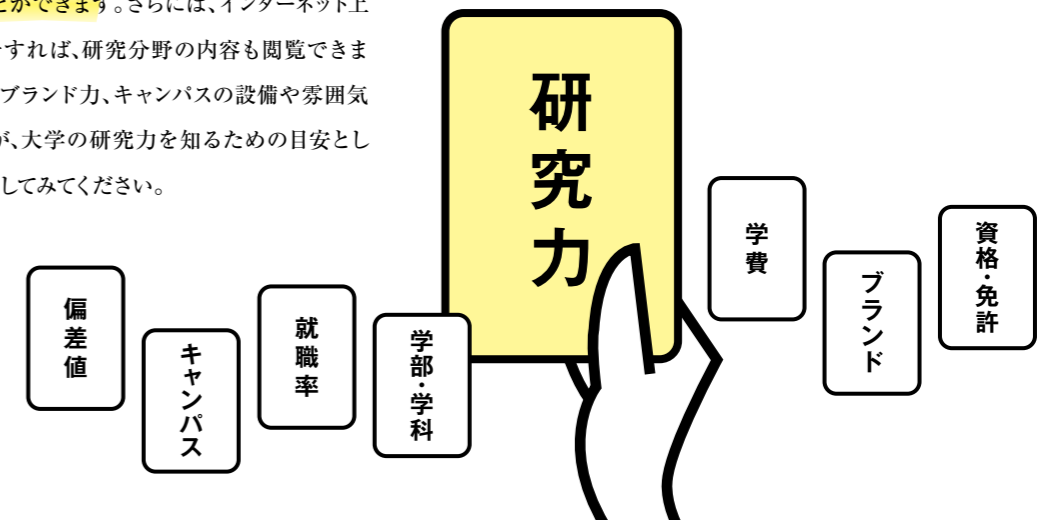 とができます。さらには、インターネット上
すれば、研究分野の内容も閲覧できま
ブランド力、キャンパスの設備や雰囲気
が、大学の研究力を知るための目安とし
してみてください。
偏差値
キャンパス
就職率
学部・学科
研究力
学費
ブランド
資格・免許